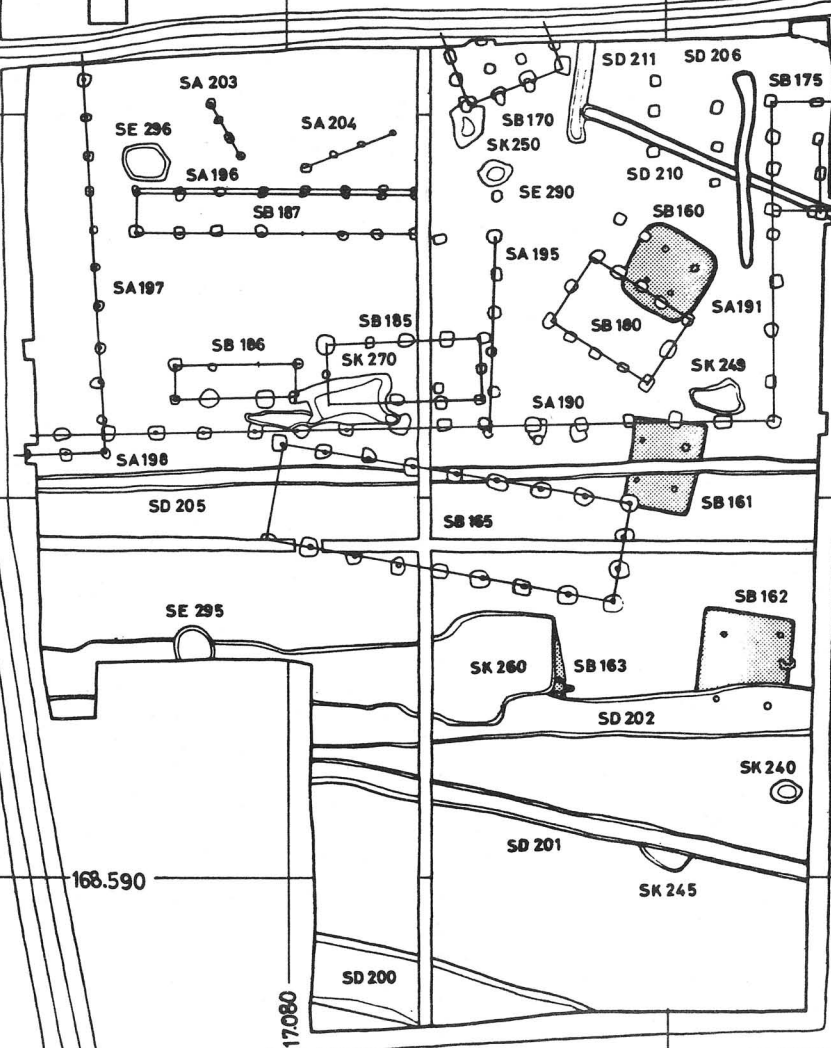 SD 211
SD 206
SB 175
SA 203
SE 296
SA 204
SB 170
SK 250
SA 196
SD 210
SE 290
SB 187
SB 160
SA 195
SA 197
SA 191
SB 185
SB 180
SB 186
SK 270
SK 249
SA 190
SA 198
SD 205
SB 161
SB 165
SE 295
SB 162
SK 260
SB 163
SD 202
SK 240
SD 201
168.590
SK 245
SD 200
17.080